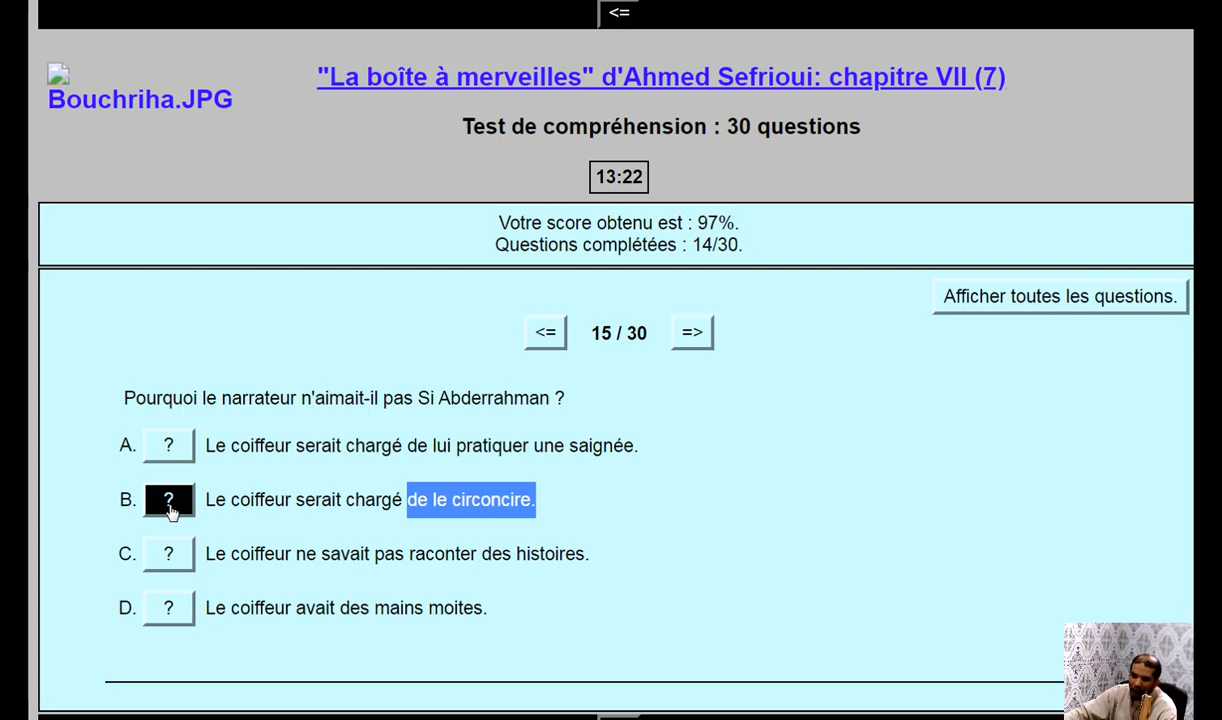 <=
Bouchriha.JPG
"La boîte à merveilles" d'Ahmed Sefrioui: chapitre VII (7)
Test de compréhension : 30 questions
13:22
Votre score obtenu est : 97%.
Questions complétées : 14/30.
Afficher toutes les questions.
<= 15 / 30 =>
Pourquoi le narrateur n'aimait-il pas Si Abderrahman ?
A. ? Le coiffeur serait chargé de lui pratiquer une saignée.
B. ? Le coiffeur serait chargé de le circoncire.
C. ? Le coiffeur ne savait pas raconter des histoires.
D. ? Le coiffeur avait des mains moites.